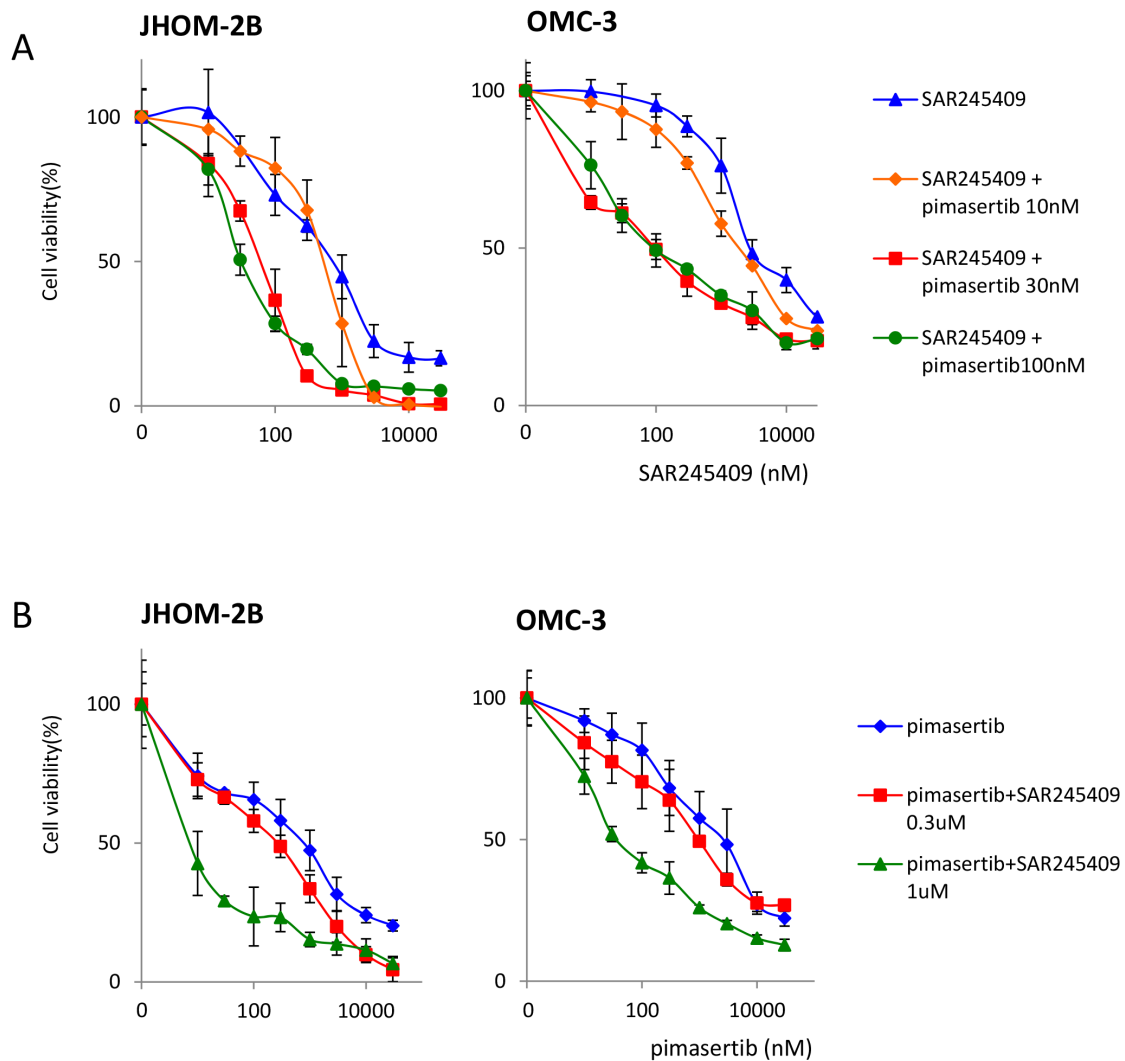 A
JHOM-2B
OMC-3
Cell viability(%)
100
50
0
0
100
10000
100
50
0
0
100
10000
SAR245409 (nM)
SAR245409
SAR245409 +
pimasertib 10nM
SAR245409 +
pimasertib 30nM
SAR245409 +
pimasertib100nM
B
JHOM-2B
OMC-3
Cell viability(%)
100
50
0
0
100
10000
100
50
0
0
100
10000
pimasertib (nM)
pimasertib
pimasertib+SAR245409
0.3uM
pimasertib+SAR245409
1uM